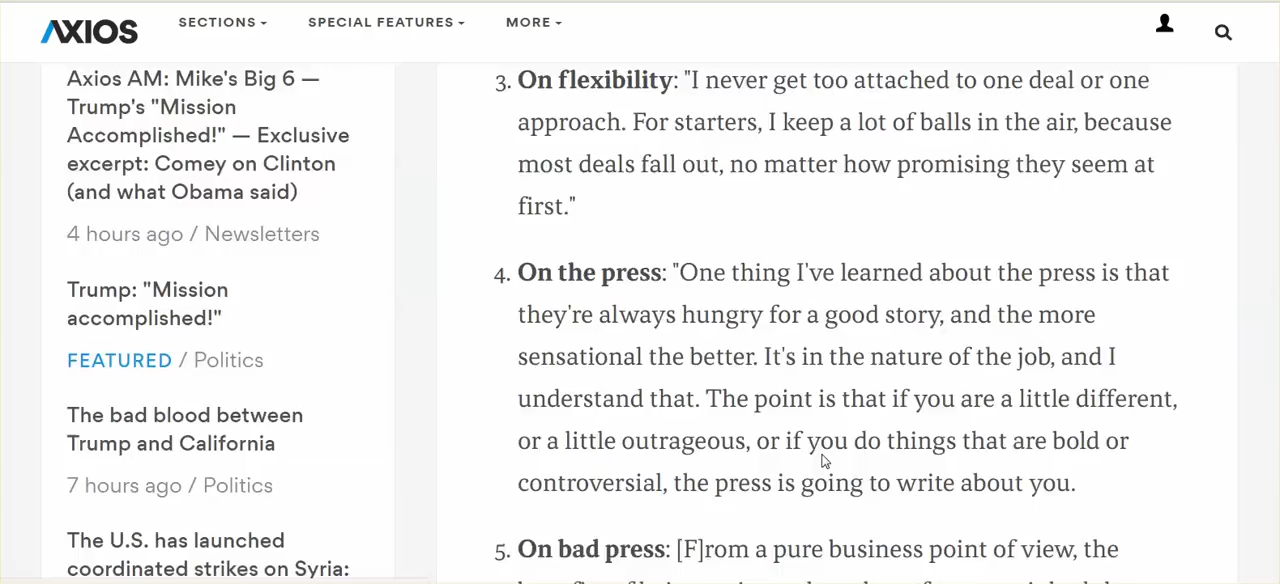 AXIOS
SECTIONS
SPECIAL FEATURES
MORE
Axios AM: Mike's Big 6 —
Trump's "Mission
Accomplished!" — Exclusive
excerpt: Comey on Clinton
(and what Obama said)
4 hours ago / Newsletters
Trump: "Mission
accomplished!"
FEATURED / Politics
The bad blood between
Trump and California
7 hours ago / Politics
The U.S. has launched
coordinated strikes on Syria:
3. On flexibility: "I never get too attached to one deal or one
approach. For starters, I keep a lot of balls in the air, because
most deals fall out, no matter how promising they seem at
first."
4. On the press: "One thing I've learned about the press is that
they're always hungry for a good story, and the more
sensational the better. It's in the nature of the job, and I
understand that. The point is that if you are a little different,
or a little outrageous, or if you do things that are bold or
controversial, the press is going to write about you.
5. On bad press: [F]rom a pure business point of view, the